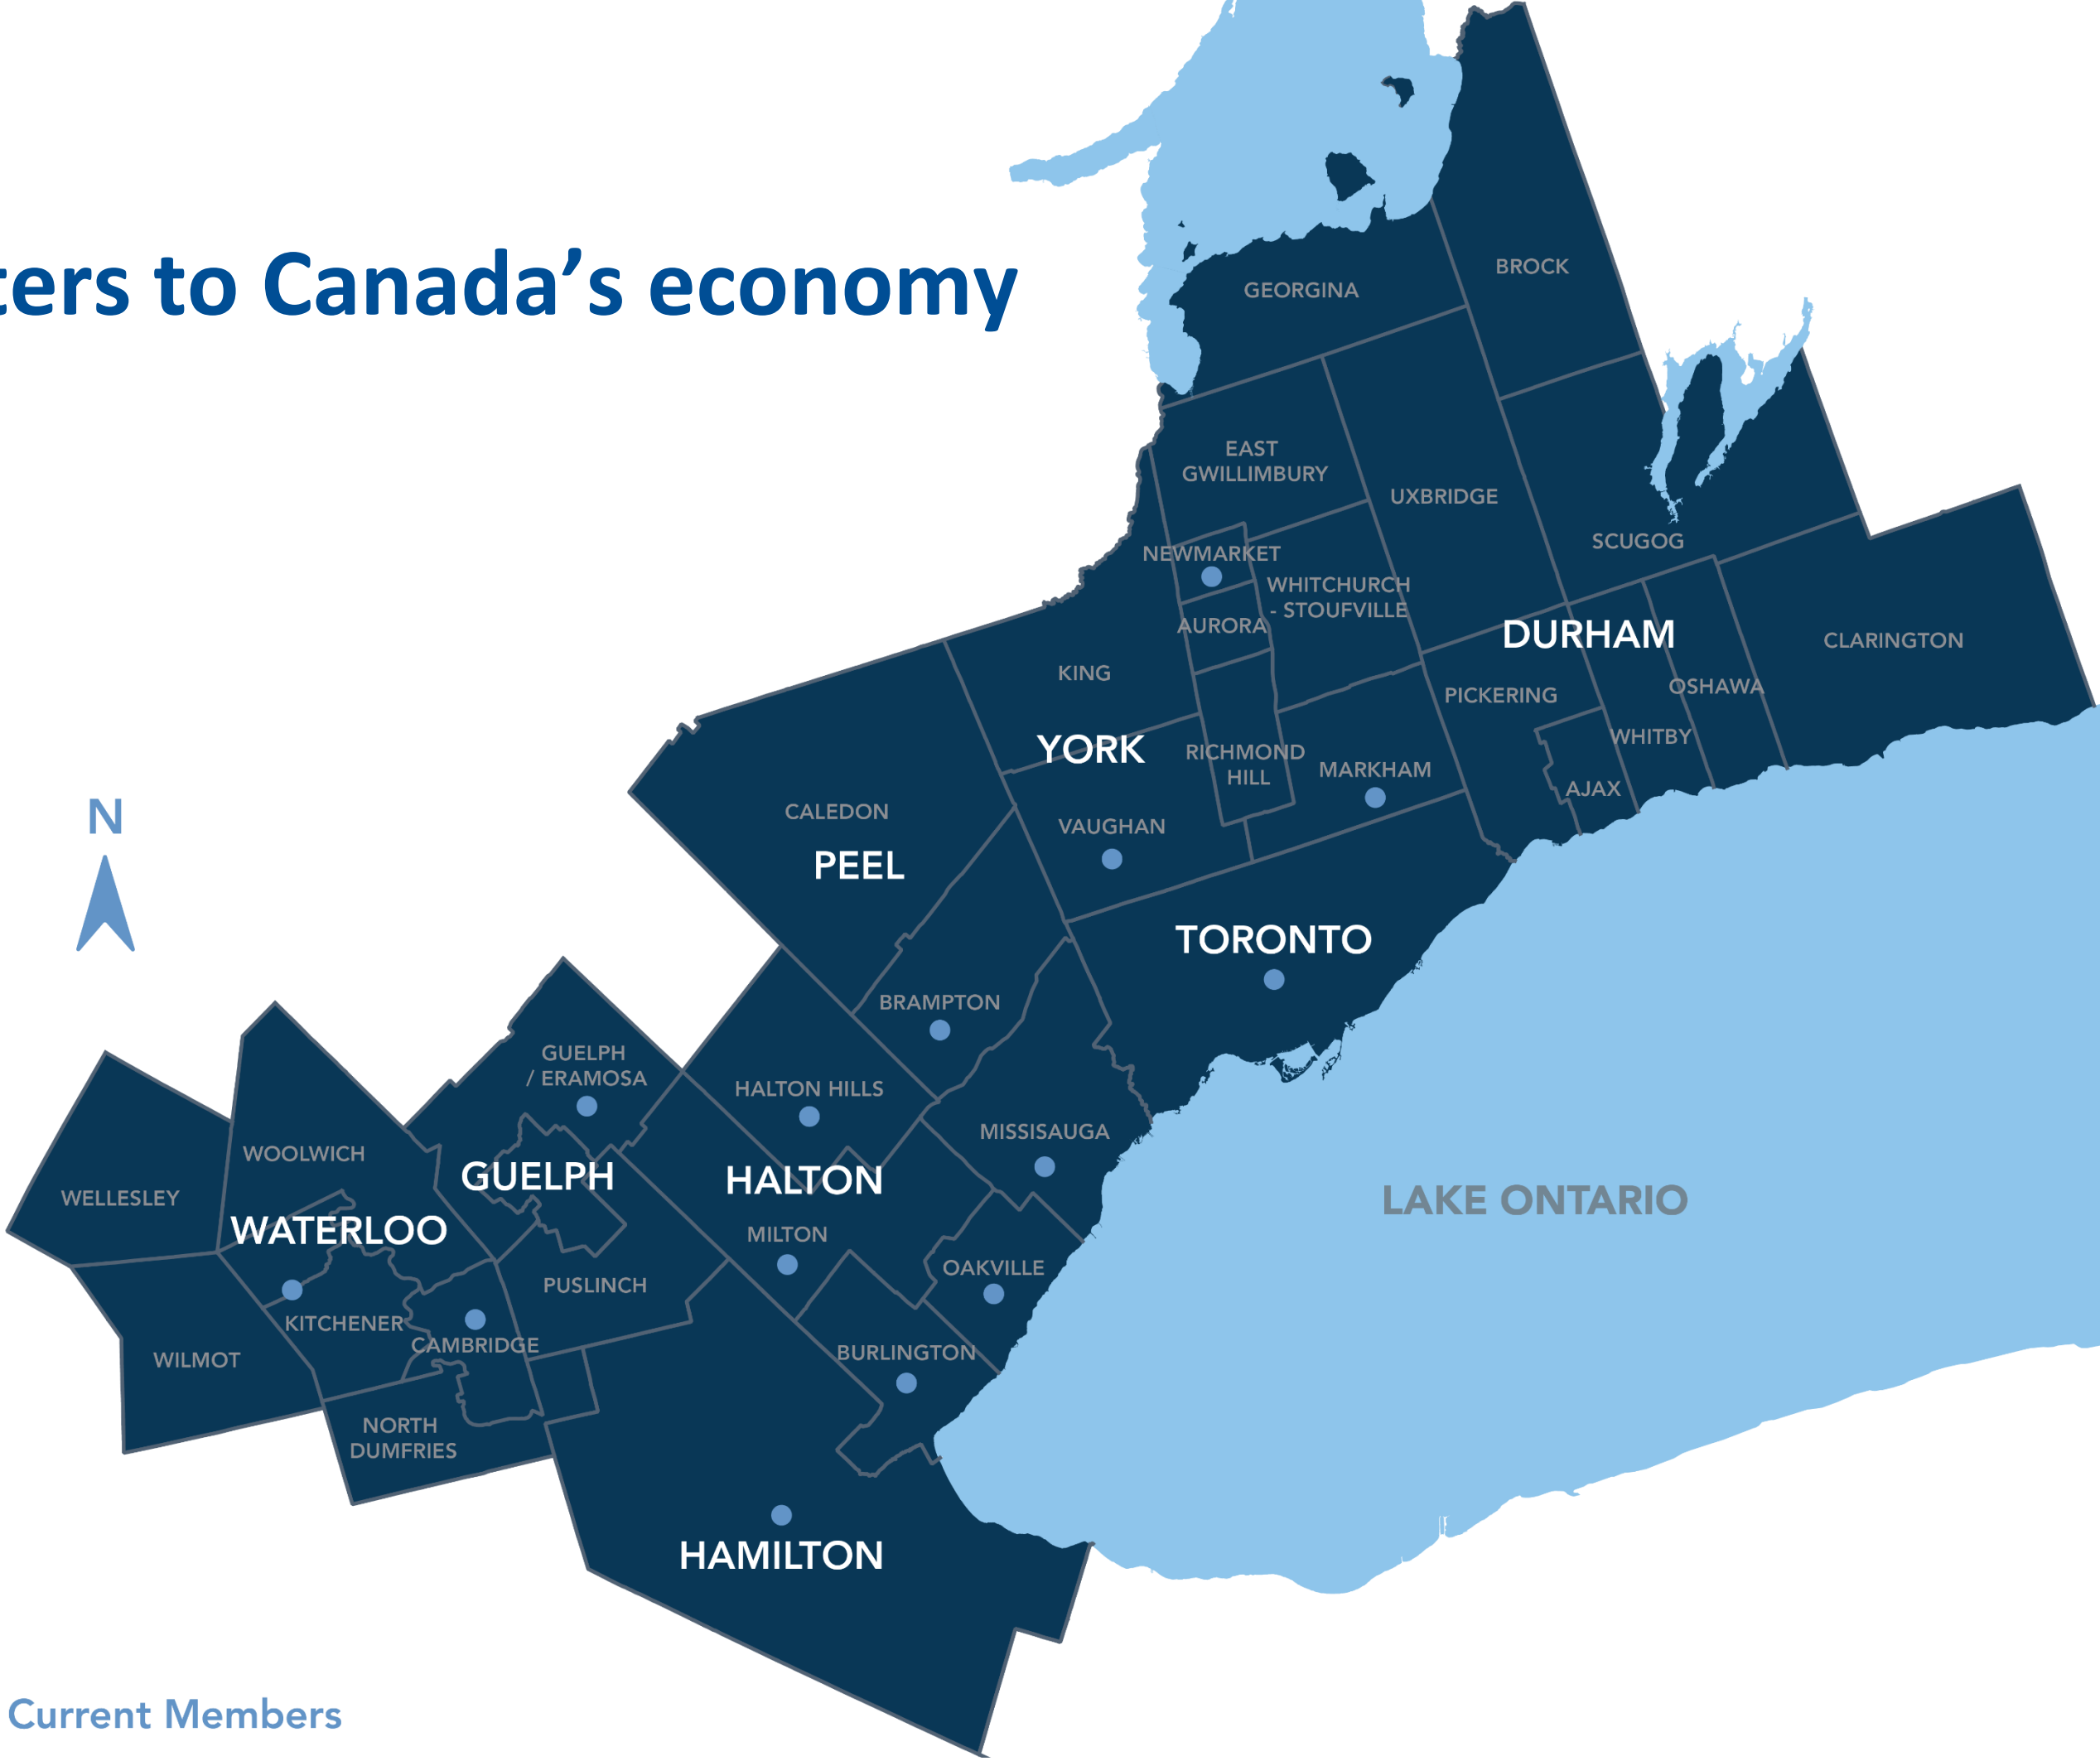 ters to Canada’s economy
BROCK
GEORGINA
EAST
GWILLIMBURY
UXBRIDGE
SCUGOG
NEWMARKET
WHITCHURCH
- STOUFVILLE
AURORA
DURHAM
CLARINGTON
KING
PICKERING
OSHAWA
YORK
RICHMOND
HILL
WHITBY
MARKHAM
AJAX
N
CALEDON
VAUGHAN
PEEL
TORONTO
BRAMPTON
GUELPH
/ ERAMOSA
HALTON HILLS
MISSISAUGA
WOOLWICH
GUELPH
HALTON
WELLESLEY
LAKE ONTARIO
WATERLOO
MILTON
OAKVILLE
PUSLINCH
KITCHENER
CAMBRIDGE
BURLINGTON
WILMOT
NORTH
DUMFRIES
HAMILTON
Current Members